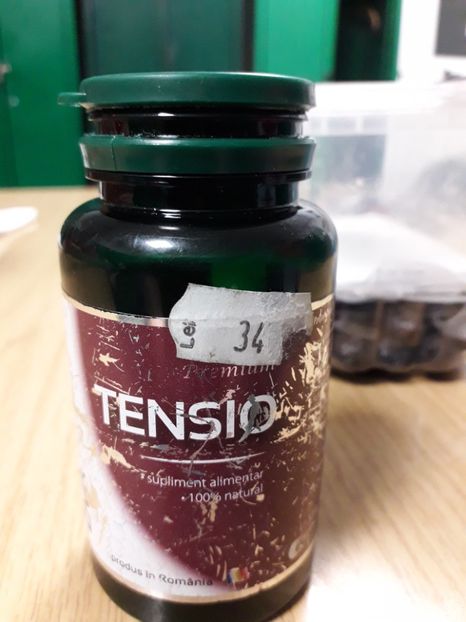 Lei 34
Premium
TENSIO
• supliment alimentar
• 100% natural
produs în România